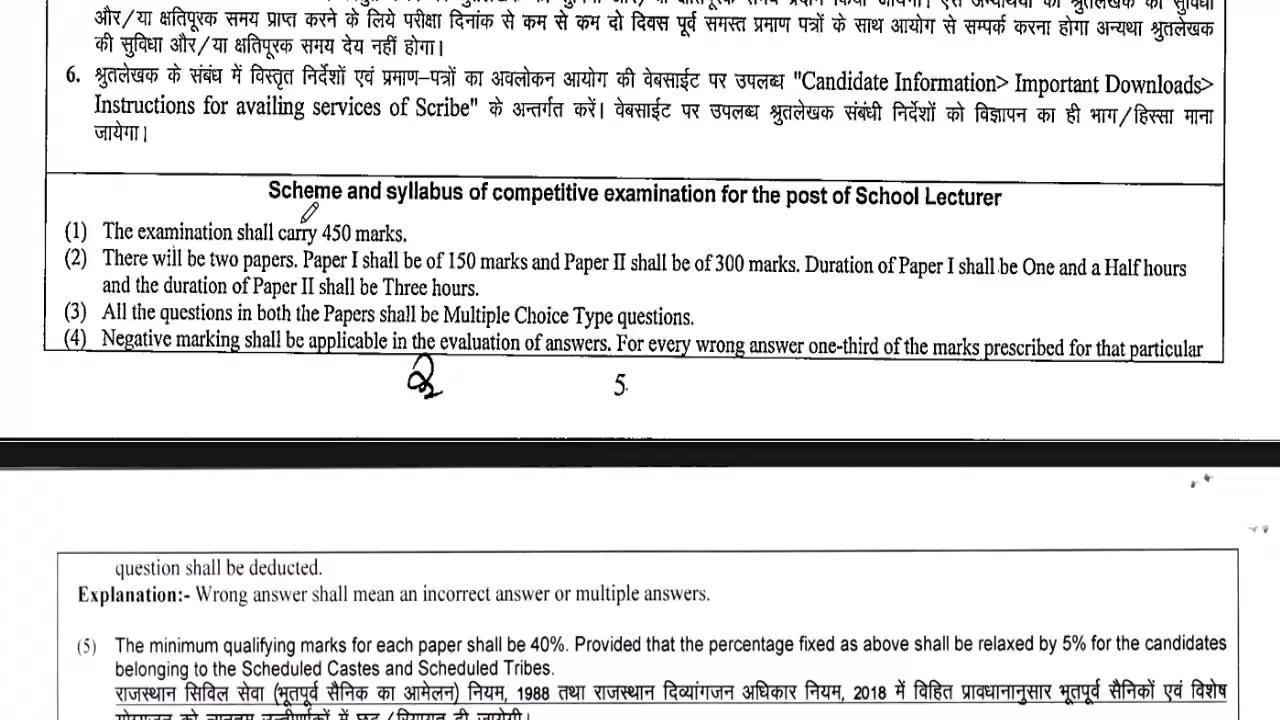 और/या क्षतिपूरक समय प्राप्त करने के लिये परीक्षा दिनांक से कम से कम दो दिवस पूर्व समस्त प्रमाण पत्रों के साथ आयोग से सम्पर्क करना होगा अन्यथा श्रुतलेखक
की सुविधा और/या क्षतिपूरक समय देय नहीं होगा।
6. श्रुतलेखक के संबंध में विस्तृत निर्देशों एवं प्रमाण–पत्रों का अवलोकन आयोग की वेबसाईट पर उपलब्ध "Candidate Information> Important Downloads>
Instructions for availing services of Scribe" के अन्तर्गत करें। वेबसाईट पर उपलब्ध श्रुतलेखक संबंधी निर्देशों को विज्ञापन का ही भाग/हिस्सा माना
जायेगा।
Scheme and syllabus of competitive examination for the post of School Lecturer
(1) The examination shall carry 450 marks.
(2) There will be two papers. Paper I shall be of 150 marks and Paper II shall be of 300 marks. Duration of Paper I shall be One and a Half hours
and the duration of Paper II shall be Three hours.
(3) All the questions in both the Papers shall be Multiple Choice Type questions.
(4) Negative marking shall be applicable in the evaluation of answers. For every wrong answer one-third of the marks prescribed for that particular
5
question shall be deducted.
Explanation:- Wrong answer shall mean an incorrect answer or multiple answers.
(5) The minimum qualifying marks for each paper shall be 40%. Provided that the percentage fixed as above shall be relaxed by 5% for the candidates
belonging to the Scheduled Castes and Scheduled Tribes.
राजस्थान सिविल सेवा (भूतपूर्व सैनिक का आमेलन) नियम, 1988 तथा राजस्थान दिव्यांगजन अधिकार नियम, 2018 में विहित प्रावधानानुसार भूतपूर्व सैनिकों एवं विशेष